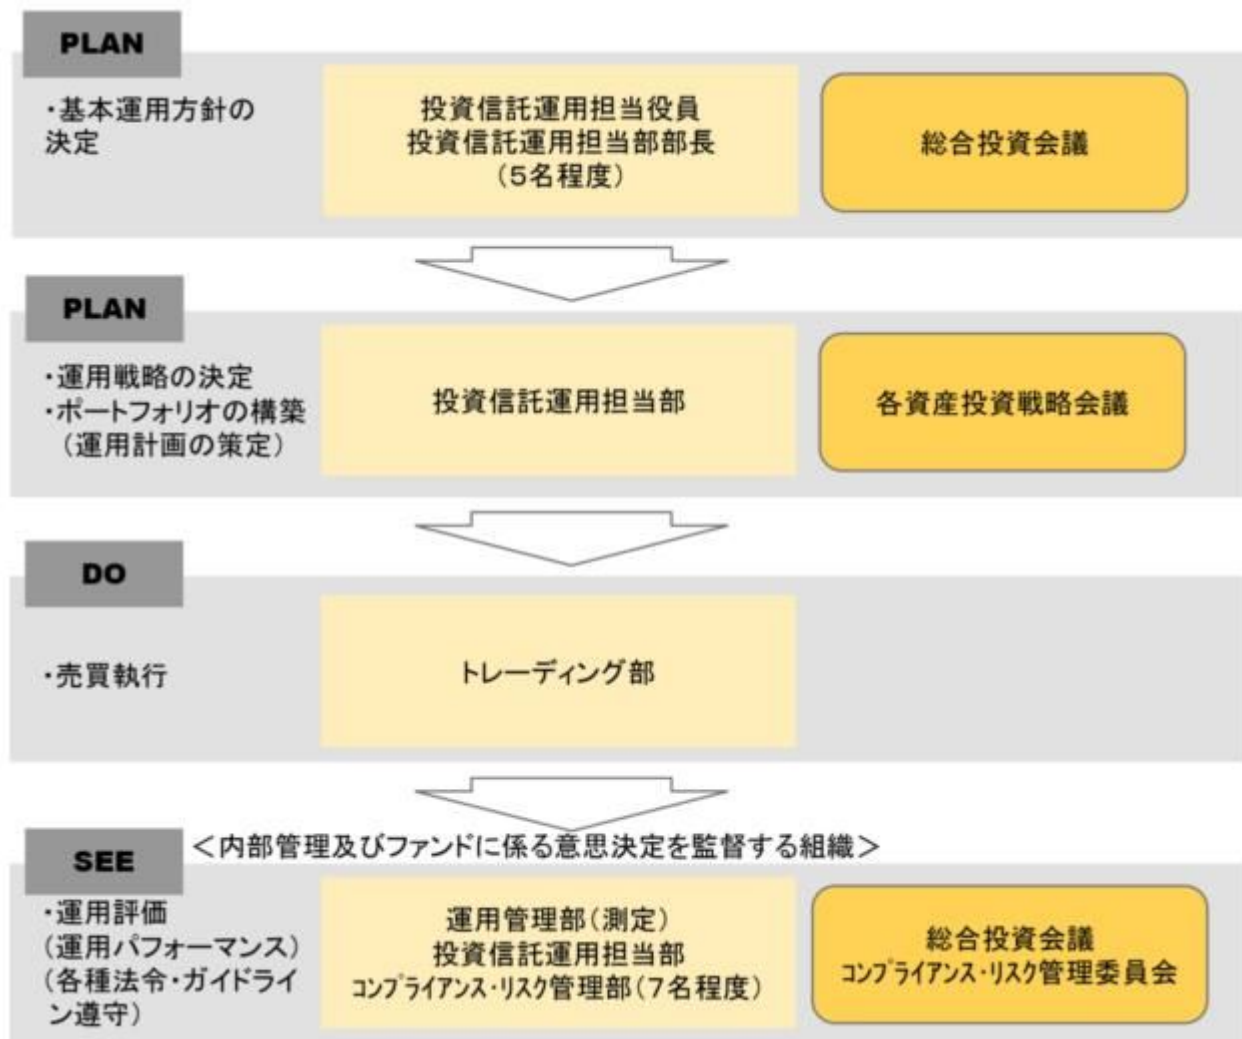 PLAN
・基本運用方針の
決定
投資信託運用担当役員
投資信託運用担当部部長
(５名程度)
総合投資会議
PLAN
・運用戦略の決定
・ポートフォリオの構築
(運用計画の策定)
投資信託運用担当部
各資産投資戦略会議
DO
・売買執行
トレーディング部
SEE
＜内部管理及びファンドに係る意思決定を監督する組織＞
・運用評価
(運用パフォーマンス)
(各種法令・ガイドライ
ン遵守)
運用管理部(測定)
投資信託運用担当部
ｺﾝﾌﾟﾗｲｱﾝｽ・ﾘｽｸ管理部(７名程度)
総合投資会議
ｺﾝﾌﾟﾗｲｱﾝｽ・ﾘｽｸ管理委員会